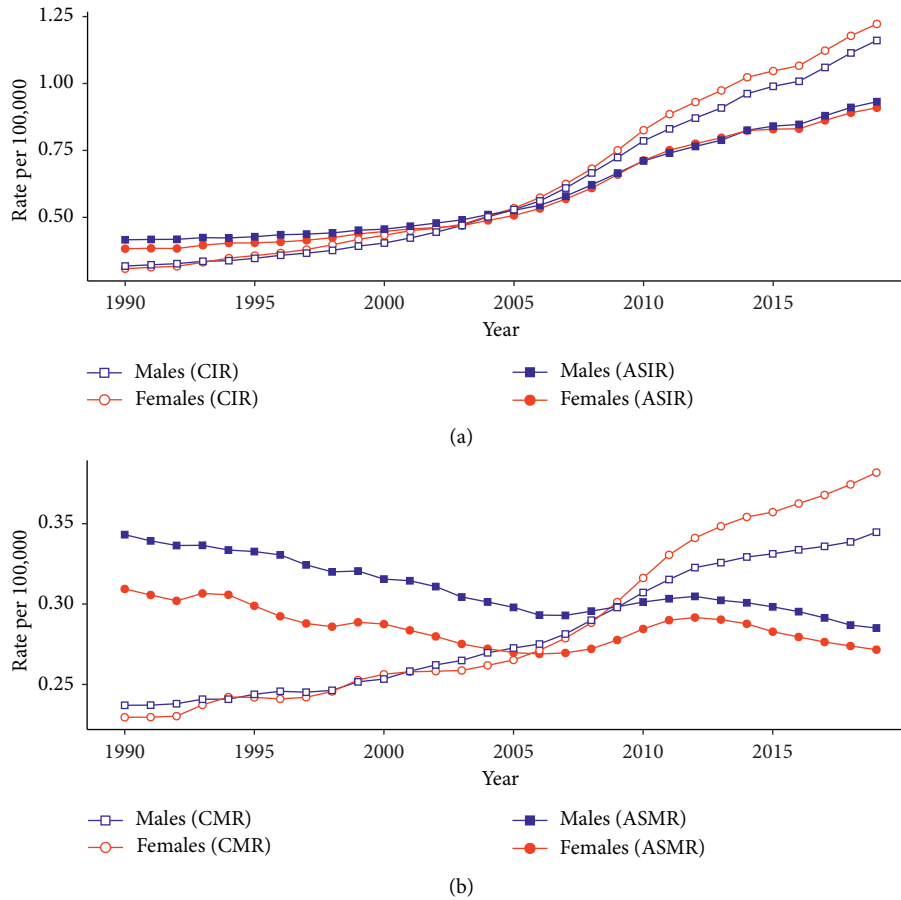 1.25
1.00
0.75
0.50
Rate per 100,000
1990 1995 2000 2005 2010 2015
Year
Males (CIR) Males (ASIR)
Females (CIR) Females (ASIR)
(a)
0.35
0.30
0.25
Rate per 100,000
1990 1995 2000 2005 2010 2015
Year
Males (CMR) Males (ASMR)
Females (CMR) Females (ASMR)
(b)